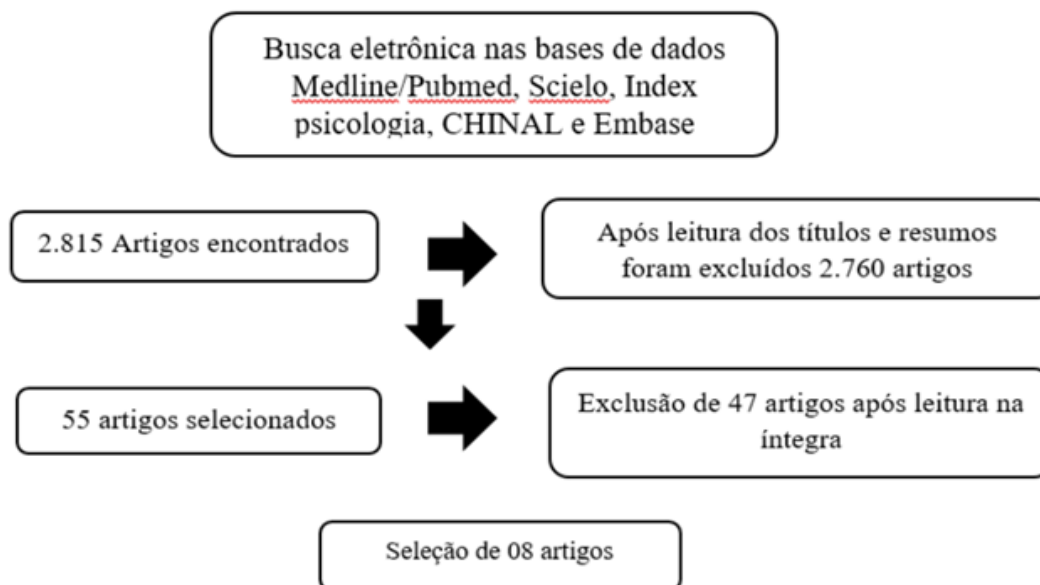 Busca eletrônica nas bases de dados
Medline/Pubmed, Scielo, Index
psicologia, CHINAL e Embase
2.815 Artigos encontrados
Após leitura dos títulos e resumos
foram excluídos 2.760 artigos
55 artigos selecionados
Exclusão de 47 artigos após leitura na
íntegra
Seleção de 08 artigos